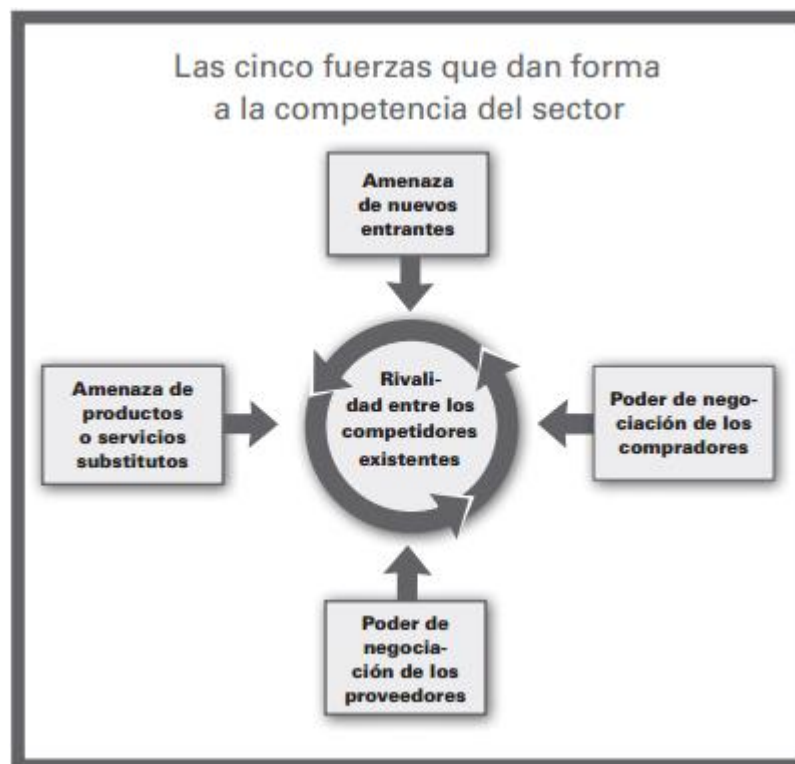 Las cinco fuerzas que dan forma
a la competencia del sector
Amenaza
de nuevos
entrantes
Amenaza de
productos
o servicios
substitutos
Rivali-
dad entre los
competidores
existentes
Poder de nego-
ciación de los
compradores
Poder de
negocia-
ción de los
proveedores